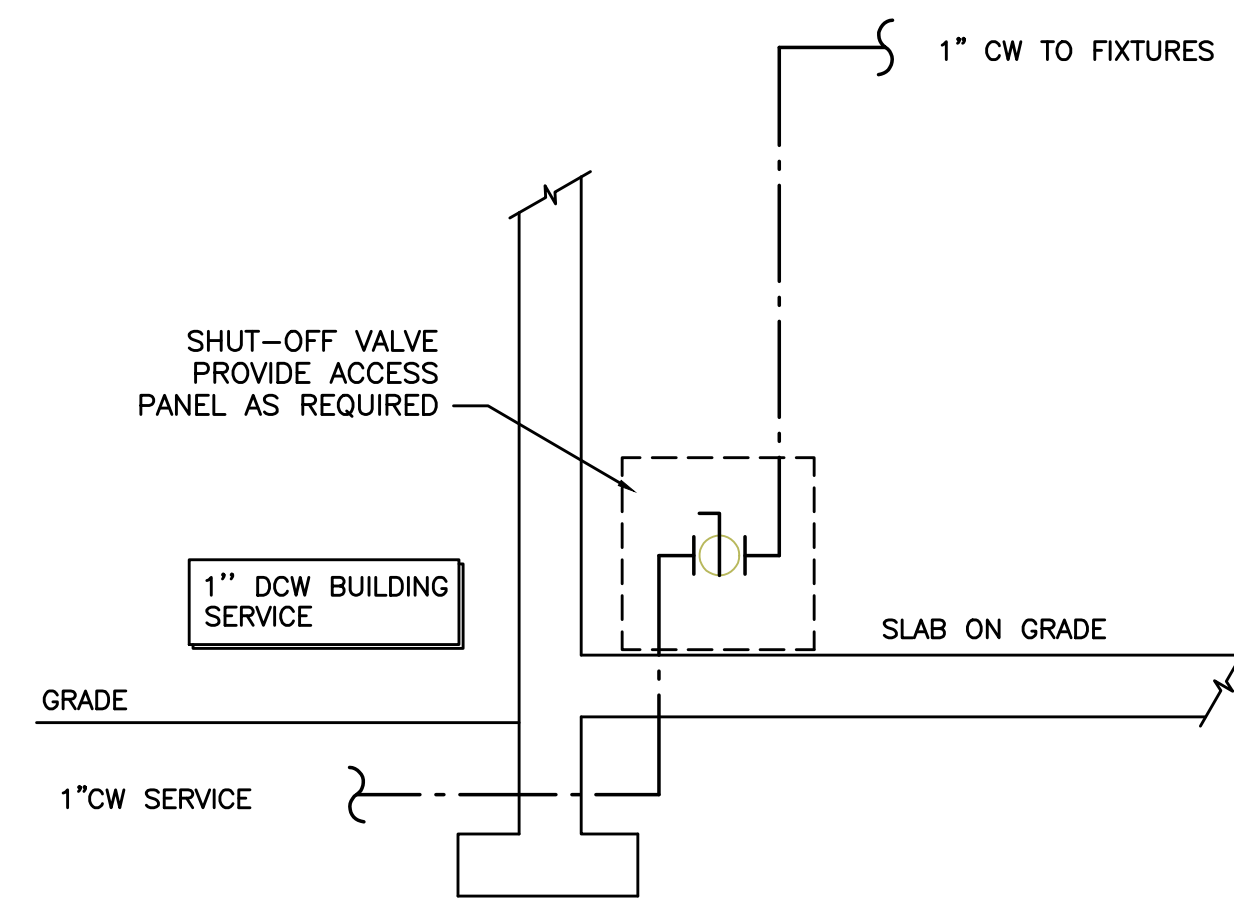 1” CW TO FIXTURES
SHUT-OFF VALVE
PROVIDE ACCESS
PANEL AS REQUIRED
1'' DCW BUILDING
SERVICE
SLAB ON GRADE
GRADE
1”CW SERVICE